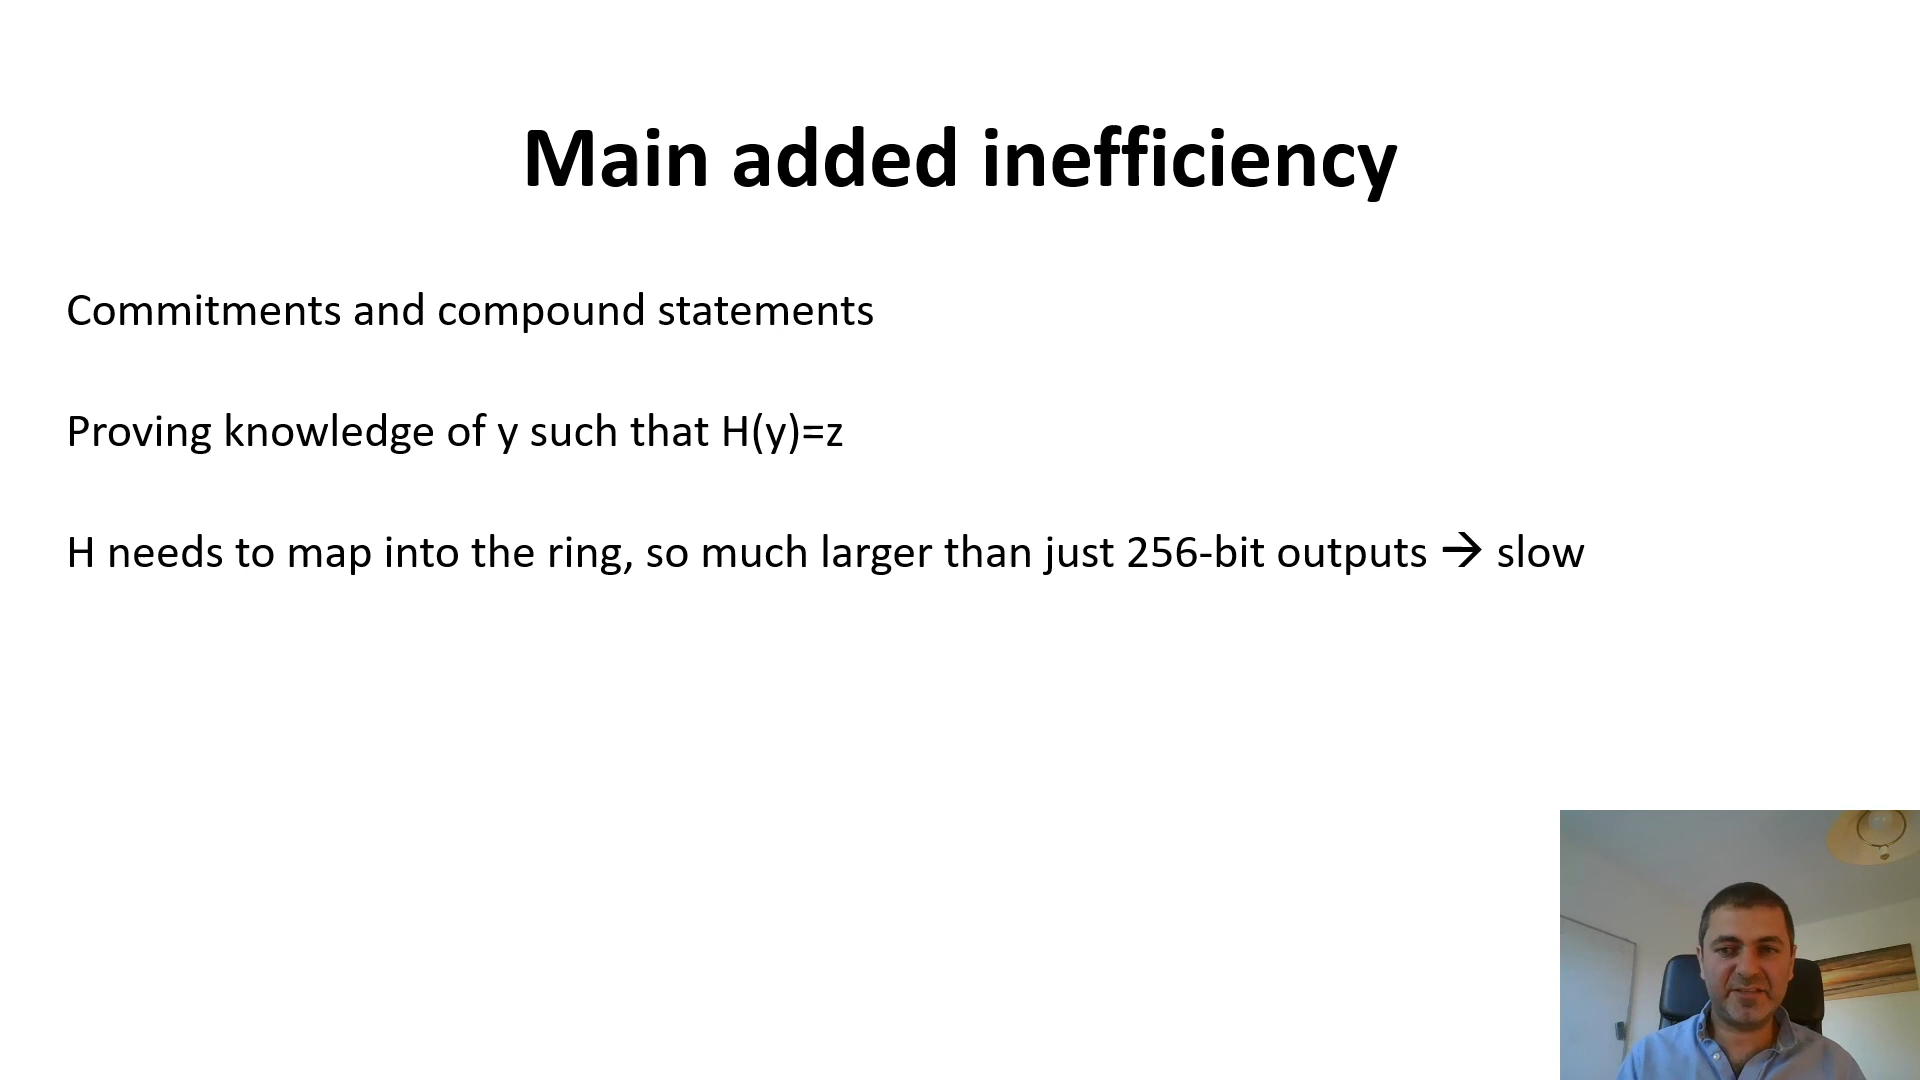 Main added inefficiency
Commitments and compound statements
Proving knowledge of y such that H(y)=z
H needs to map into the ring, so much larger than just 256-bit outputs → slow